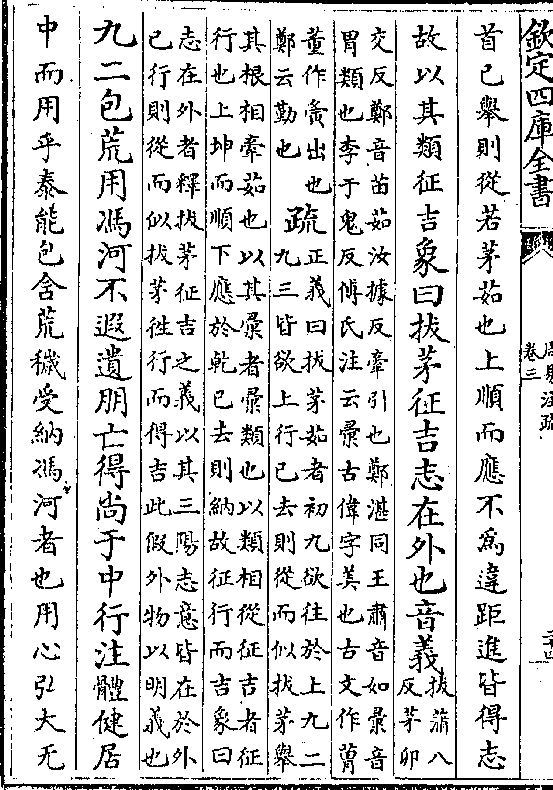 欽定四庫全書
周易注疏
卷三
首已舉則從若茅茹也上順而應不為違距進皆得志
故以其類征吉象曰拔茅征吉志在外也音義拔蒲八
反茅卯
交反鄭音苗茹汝據反牽引也鄭湛同王肅音如彚音
胃類也李于鬼反傅氏注云彚古偉字美也古文作𦳢
董作夤出也
鄭云勤也
疏正義曰拔茅茹者初九欲往於上九二
九三皆欲上行已去則從而似拔茅舉
其根相牽茹也以其彚者彚類也以類相從征吉者征
行也上坤而順下應於乾已去則納故征行而吉象曰
志在外者釋拔茅征吉之義以其三陽志意皆在於外
已行則從而似拔茅徃行而得吉此假外物以明義也
九二包荒用馮河不遐遺朋亡得尚于中行注體健居
中而用乎泰能包含荒穢受納馮河者也用心弘大无